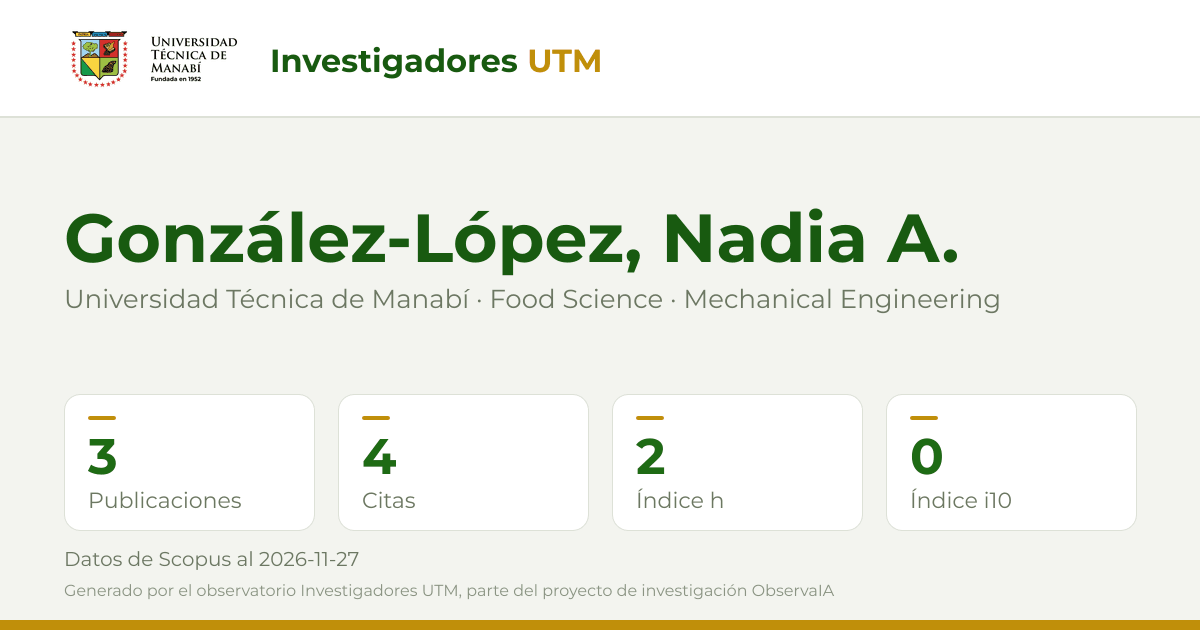 UNIVERSIDAD
TÉCNICA DE
MANABÍ
Fundada en 1952
Investigadores UTM
González-López, Nadia A.
Universidad Técnica de Manabí · Food Science · Mechanical Engineering
3
Publicaciones
4
Citas
2
Índice h
0
Índice i10
Datos de Scopus al 2026-11-27
Generado por el observatorio Investigadores UTM, parte del proyecto de investigación ObservaIA